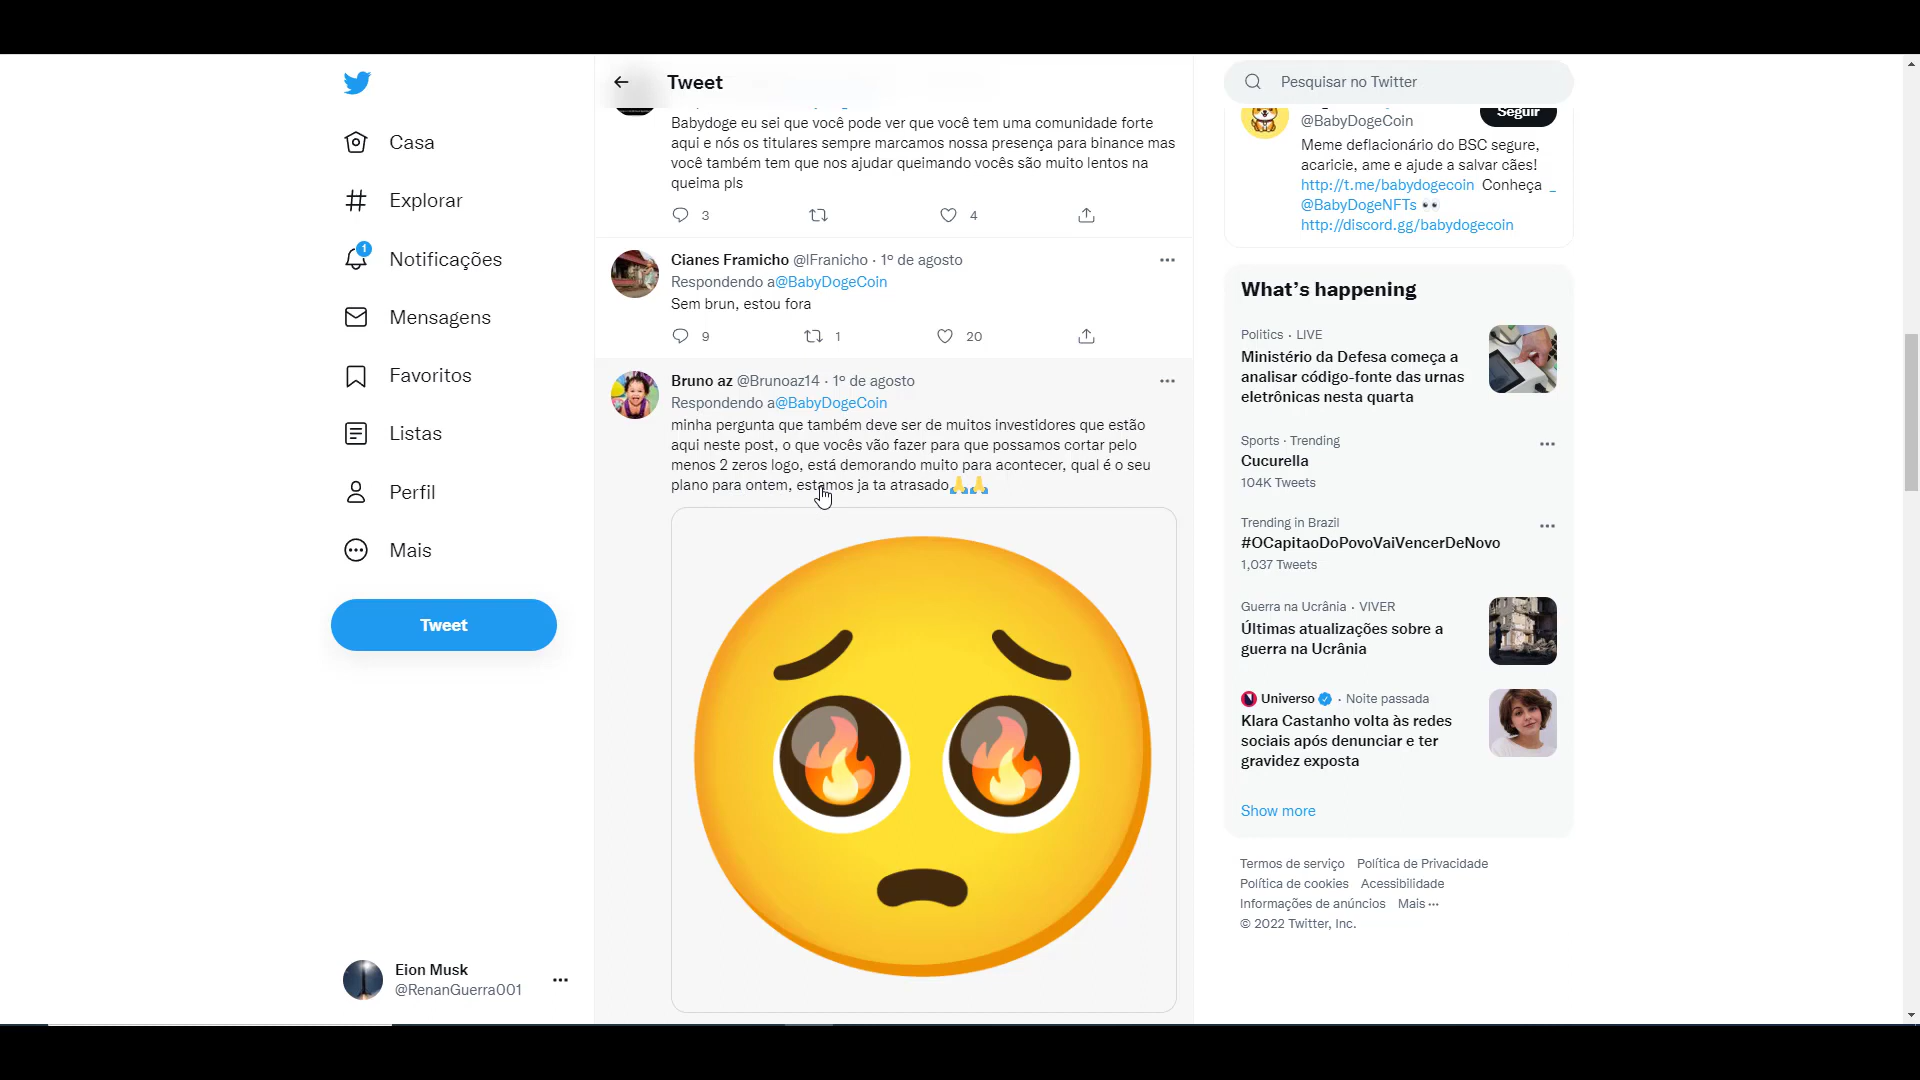 Tweet
Pesquisar no Twitter
Casa
Explorar
1
Notificações
Mensagens
Favoritos
Listas
Perfil
Mais
Tweet
Eion Musk
@RenanGuerra001
Babydoge eu sei que você pode ver que você tem uma comunidade forte
aqui e nós os titulares sempre marcamos nossa presença para binance mas
você também tem que nos ajudar queimando vocês são muito lentos na
queima pls
3
4
Cianes Framicho @IFranicho · 1º de agosto
Respondendo a@BabyDogeCoin
Sem brun, estou fora
9
1
20
Bruno az @Brunoaz14 · 1º de agosto
Respondendo a@BabyDogeCoin
minha pergunta que também deve ser de muitos investidores que estão
aqui neste post, o que vocês vão fazer para que possamos cortar pelo
menos 2 zeros logo, está demorando muito para acontecer, qual é o seu
plano para ontem, estamos ja ta atrasado🙏🙏
Seguir
@BabyDogeCoin
Meme deflacionário do BSC segure,
acaricie, ame e ajude a salvar cães!
http://t.me/babydogecoin Conheça _
@BabyDogeNFTs 👀
http://discord.gg/babydogecoin
What's happening
Politics · LIVE
Ministério da Defesa começa a
analisar código-fonte das urnas
eletrônicas nesta quarta
Sports · Trending
Cucurella
104K Tweets
Trending in Brazil
#OCapitaoDoPovoVaiVencerDeNovo
1,037 Tweets
Guerra na Ucrânia · VIVER
Últimas atualizações sobre a
guerra na Ucrânia
Universo · Noite passada
Klara Castanho volta às redes
sociais após denunciar e ter
gravidez exposta
Show more
Termos de serviço Política de Privacidade
Política de cookies Acessibilidade
Informações de anúncios Mais ···
© 2022 Twitter, Inc.